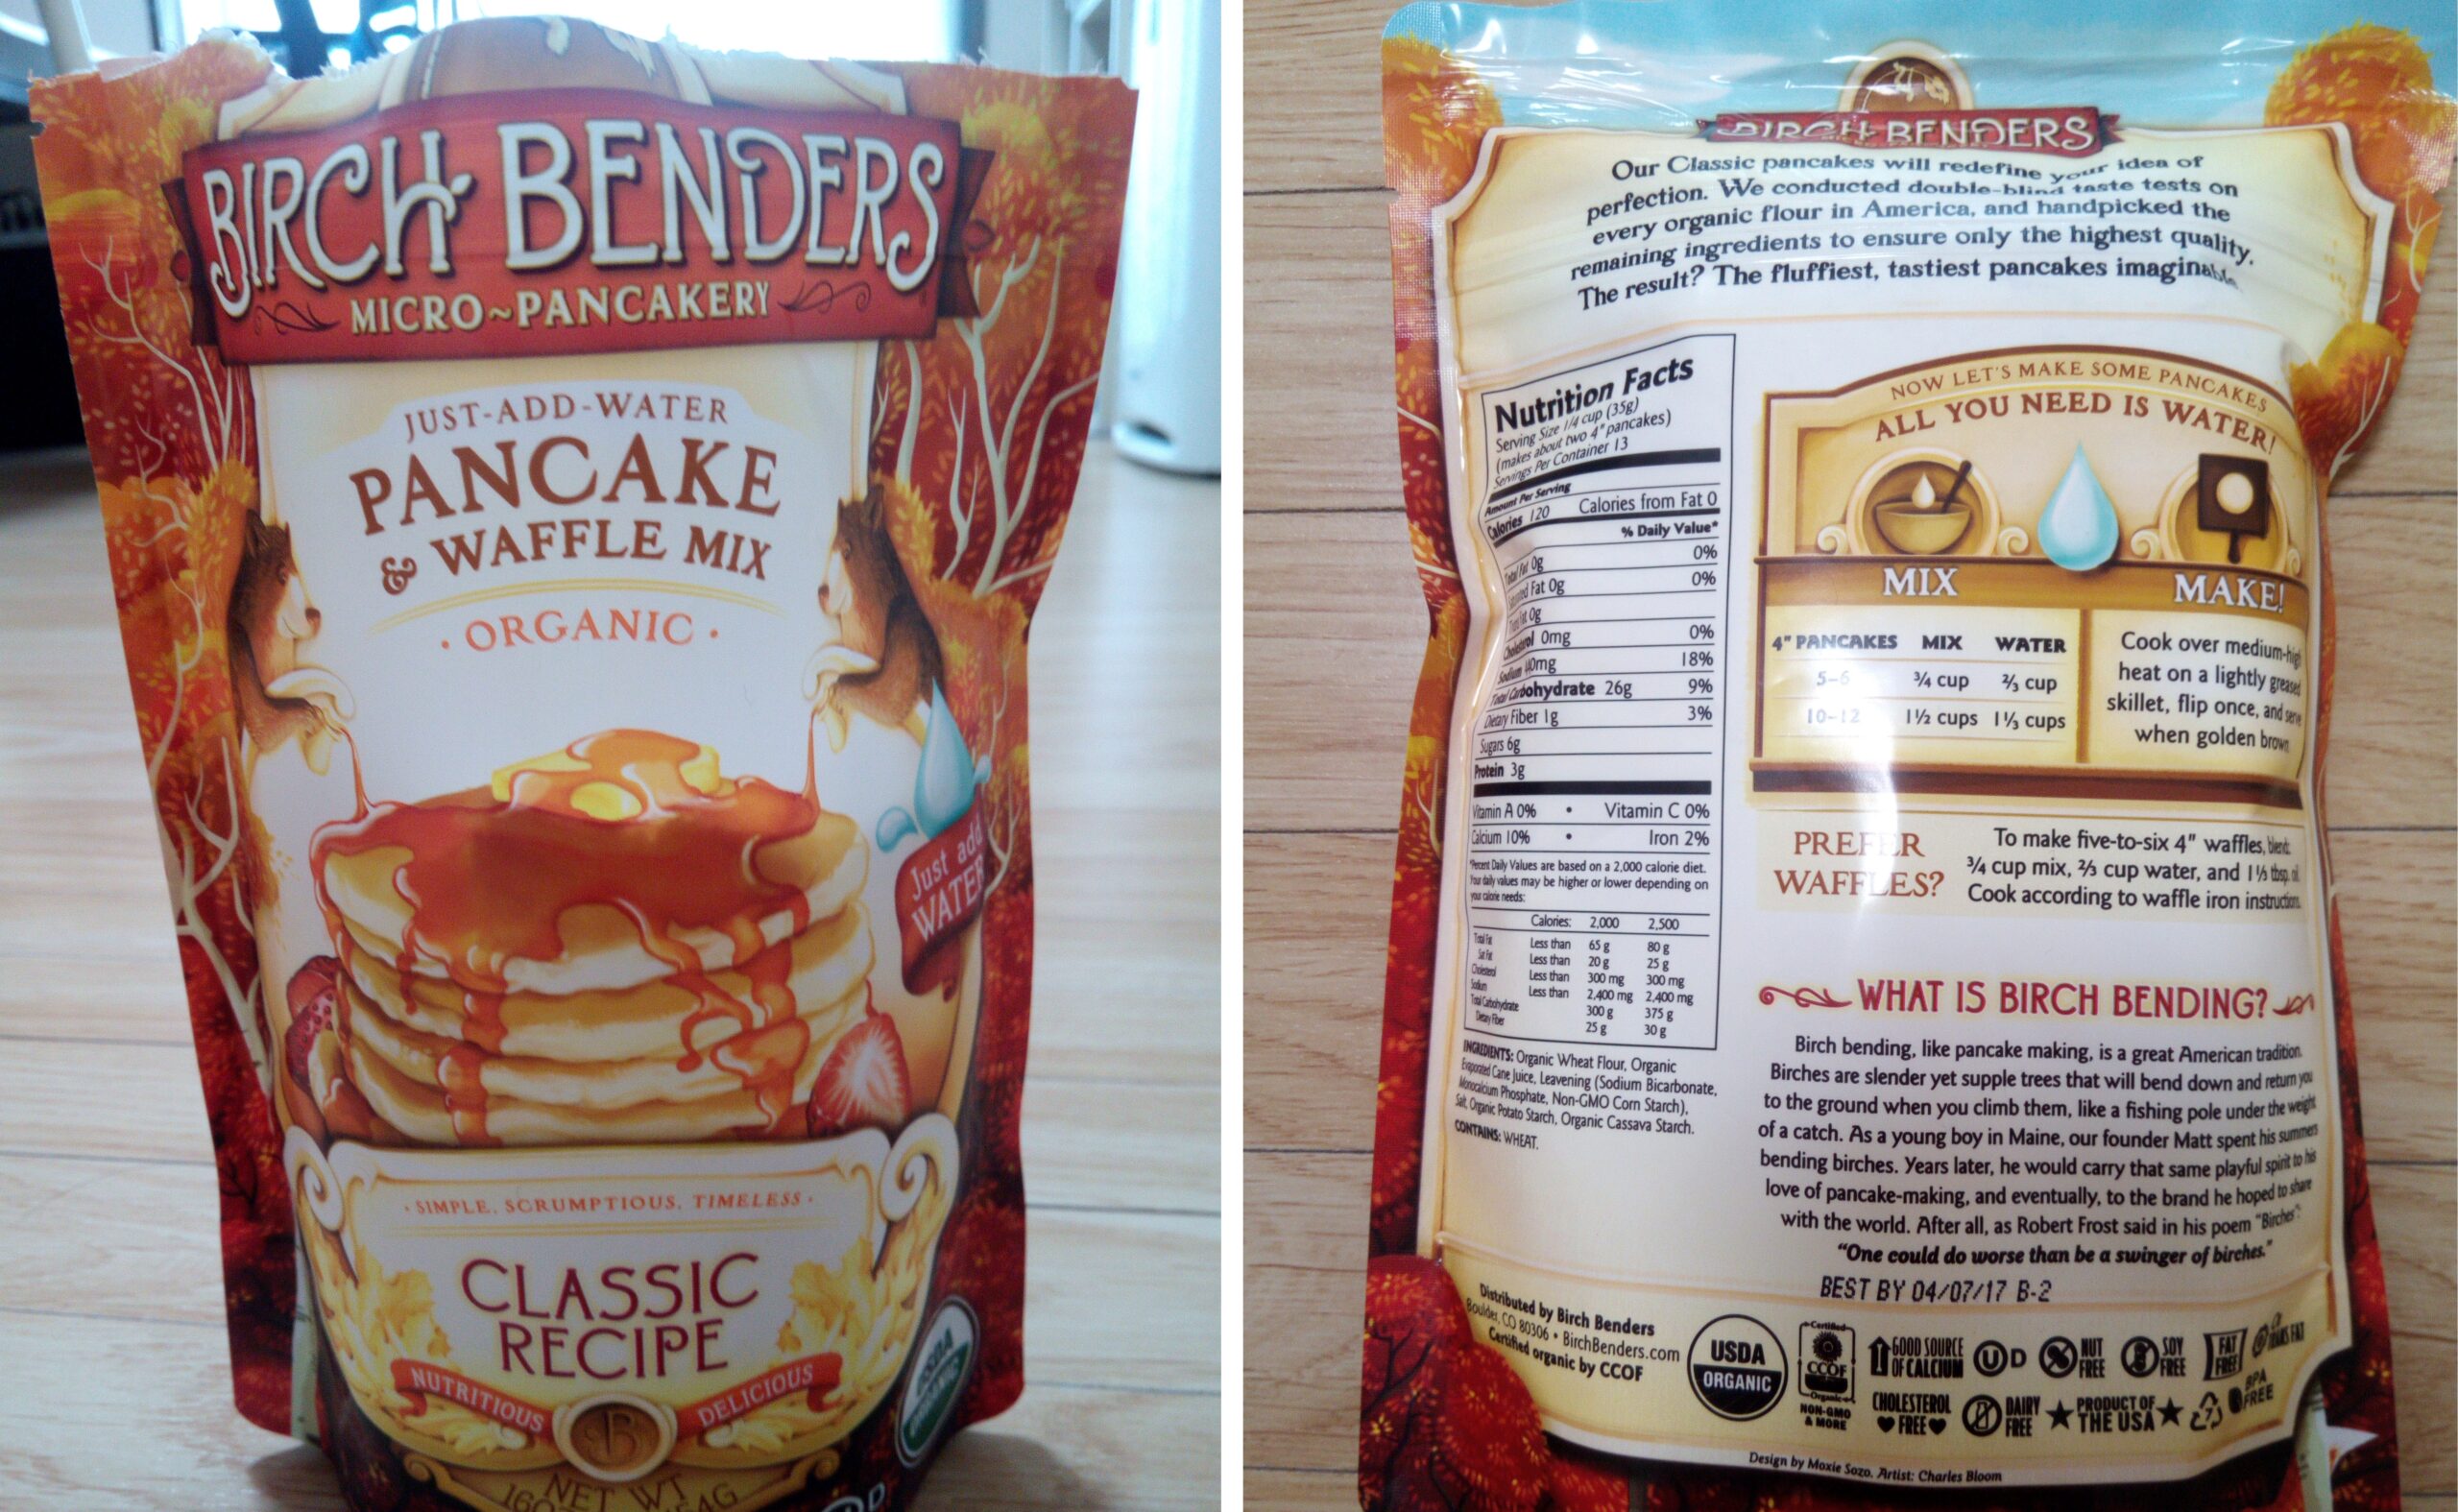 BIRCH BENDERS
MICRO~PANCAKERY
JUST-ADD-WATER
PANCAKE
& WAFFLE MIX
· ORGANIC ·
Just add
WATER
· SIMPLE, SCRUMPTIOUS, TIMELESS ·
CLASSIC
RECIPE
NUTRITIOUS DELICIOUS
B
USDA
ORGANIC
NET WT
BIRCH BENDERS
Our Classic pancakes will redefine your idea of
perfection. We conducted double-blind taste tests on
every organic flour in America, and handpicked the
remaining ingredients to ensure only the highest quality.
The result? The fluffiest, tastiest pancakes imaginable
Nutrition Facts
Serving Size 1/4 cup (35g)
(makes about two 4" pancakes)
Servings Per Container 13
Amount Per Serving
Calories 120 Calories from Fat 0
% Daily Value*
Total Fat 0g 0%
Fat 0g 0%
Fat 0g
Cholesterol 0mg 0%
Sodium 18%
Total Carbohydrate 26g 9%
Dietary Fiber 1g 3%
Sugars 6g
Protein 3g
Vitamin A 0% • Vitamin C 0%
Calcium 10% • Iron 2%
*Percent Daily Values are based on a 2,000 calorie diet.
Your daily values may be higher or lower depending on
your calorie needs:
Calories: 2,000 2,500
Total Fat Less than 65 g 80 g
Sat Fat Less than 20 g 25 g
Cholesterol Less than 300 mg 300 mg
Sodium Less than 2,400 mg 2,400 mg
Total Carbohydrate 300 g 375 g
Dietary Fiber 25 g 30 g
INGREDIENTS: Organic Wheat Flour, Organic
Evaporated Cane Juice, Leavening (Sodium Bicarbonate,
Monocalcium Phosphate, Non-GMO Corn Starch),
Salt, Organic Potato Starch, Organic Cassava Starch.
CONTAINS: WHEAT.
NOW LET'S MAKE SOME PANCAKES
ALL YOU NEED IS WATER!
MIX MAKE!
4" PANCAKES MIX WATER
5-6 ¾ cup ⅔ cup
10-12 1½ cups 1⅓ cups
Cook over medium-high
heat on a lightly greased
skillet, flip once, and serve
when golden brown
PREFER
WAFFLES?
To make five-to-six 4" waffles, blend:
¾ cup mix, ⅔ cup water, and 1⅓ tbsp. oil.
Cook according to waffle iron instructions.
WHAT IS BIRCH BENDING?
Birch bending, like pancake making, is a great American tradition.
Birches are slender yet supple trees that will bend down and return you
to the ground when you climb them, like a fishing pole under the weight
of a catch. As a young boy in Maine, our founder Matt spent his summers
bending birches. Years later, he would carry that same playful spirit to his
love of pancake-making, and eventually, to the brand he hoped to share
with the world. After all, as Robert Frost said in his poem "Birches":
"One could do worse than be a swinger of birches."
BEST BY 04/07/17 B-2
Distributed by Birch Benders
Boulder, CO 80306 • BirchBenders.com
Certified organic by CCOF
USDA
ORGANIC
Certified
CCOF
Organic
NON-GMO
& MORE
GOOD SOURCE
OF CALCIUM
U D
NUT
FREE
SOY
FREE
FAT
FREE
TRANS FAT
CHOLESTEROL
FREE
DAIRY
FREE
PRODUCT OF
THE USA
7
BPA
FREE
Design by Moxie Sozo. Artist: Charles Bloom